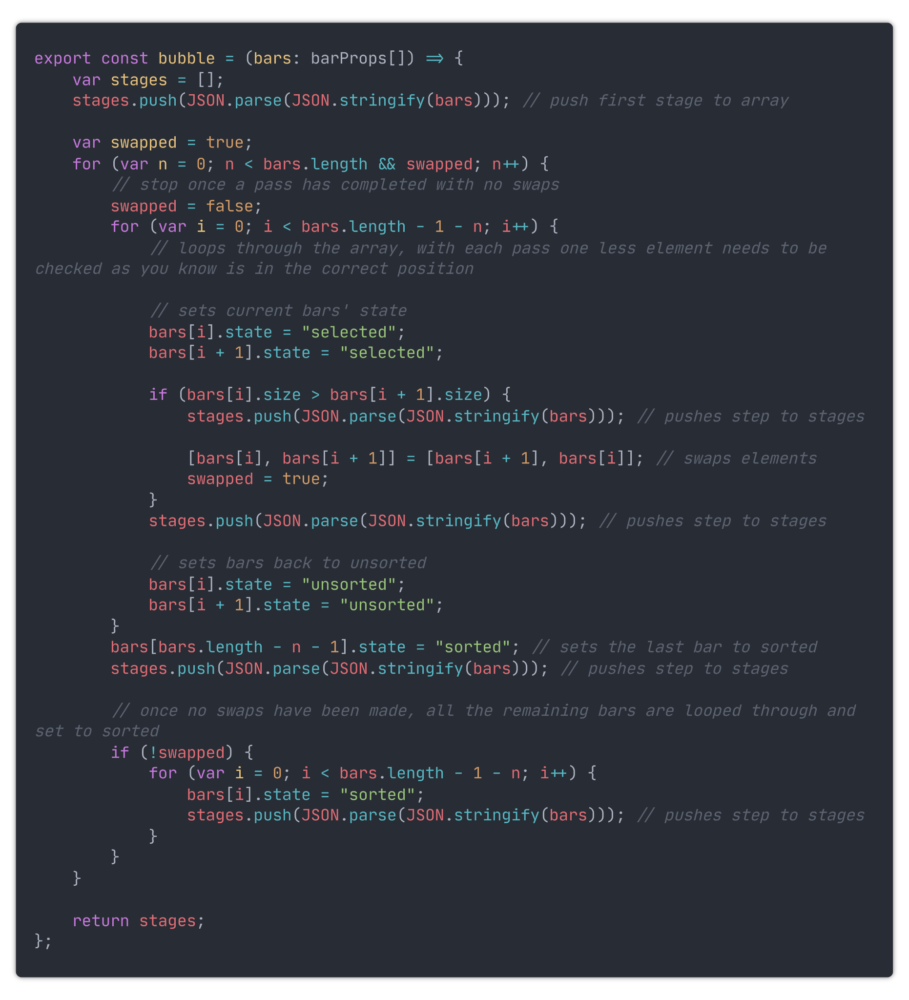 export const bubble = (bars: barProps[]) => {
    var stages = [];
    stages.push(JSON.parse(JSON.stringify(bars))); // push first stage to array

    var swapped = true;
    for (var n = 0; n < bars.length && swapped; n++) {
        // stop once a pass has completed with no swaps
        swapped = false;
        for (var i = 0; i < bars.length - 1 - n; i++) {
            // loops through the array, with each pass one less element needs to be
checked as you know is in the correct position

            // sets current bars' state
            bars[i].state = "selected";
            bars[i + 1].state = "selected";

            if (bars[i].size > bars[i + 1].size) {
                stages.push(JSON.parse(JSON.stringify(bars))); // pushes step to stages

                [bars[i], bars[i + 1]] = [bars[i + 1], bars[i]]; // swaps elements
                swapped = true;
            }
            stages.push(JSON.parse(JSON.stringify(bars))); // pushes step to stages

            // sets bars back to unsorted
            bars[i].state = "unsorted";
            bars[i + 1].state = "unsorted";
        }
        bars[bars.length - n - 1].state = "sorted"; // sets the last bar to sorted
        stages.push(JSON.parse(JSON.stringify(bars))); // pushes step to stages

        // once no swaps have been made, all the remaining bars are looped through and
set to sorted
        if (!swapped) {
            for (var i = 0; i < bars.length - 1 - n; i++) {
                bars[i].state = "sorted";
                stages.push(JSON.parse(JSON.stringify(bars))); // pushes step to stages
            }
        }
    }

    return stages;
};